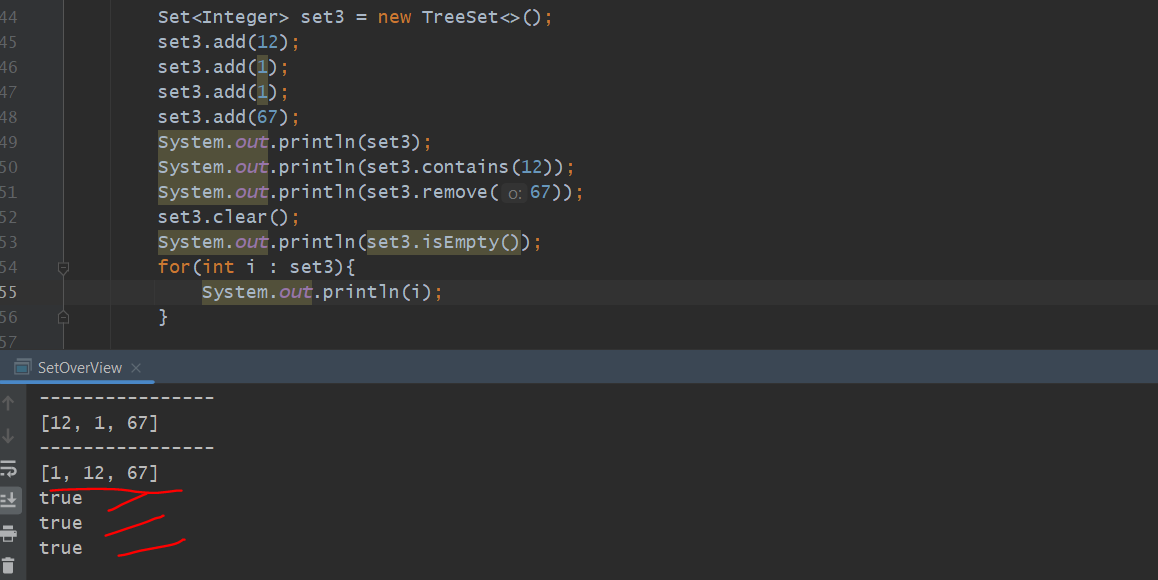 44 Set<Integer> set3 = new TreeSet<>();
45 set3.add(12);
46 set3.add(1);
47 set3.add(1);
48 set3.add(67);
49 System.out.println(set3);
50 System.out.println(set3.contains(12));
51 System.out.println(set3.remove( o: 67));
52 set3.clear();
53 System.out.println(set3.isEmpty());
54 for(int i : set3){
55 System.out.println(i);
56 }
57
SetOverView ×
----------------
[12, 1, 67]
----------------
[1, 12, 67]
true
true
true